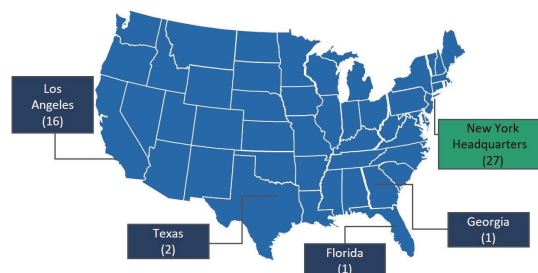 Los
Angeles
(16)
New York
Headquarters
(27)
Georgia
(1)
Texas
(2)
Florida
(1)